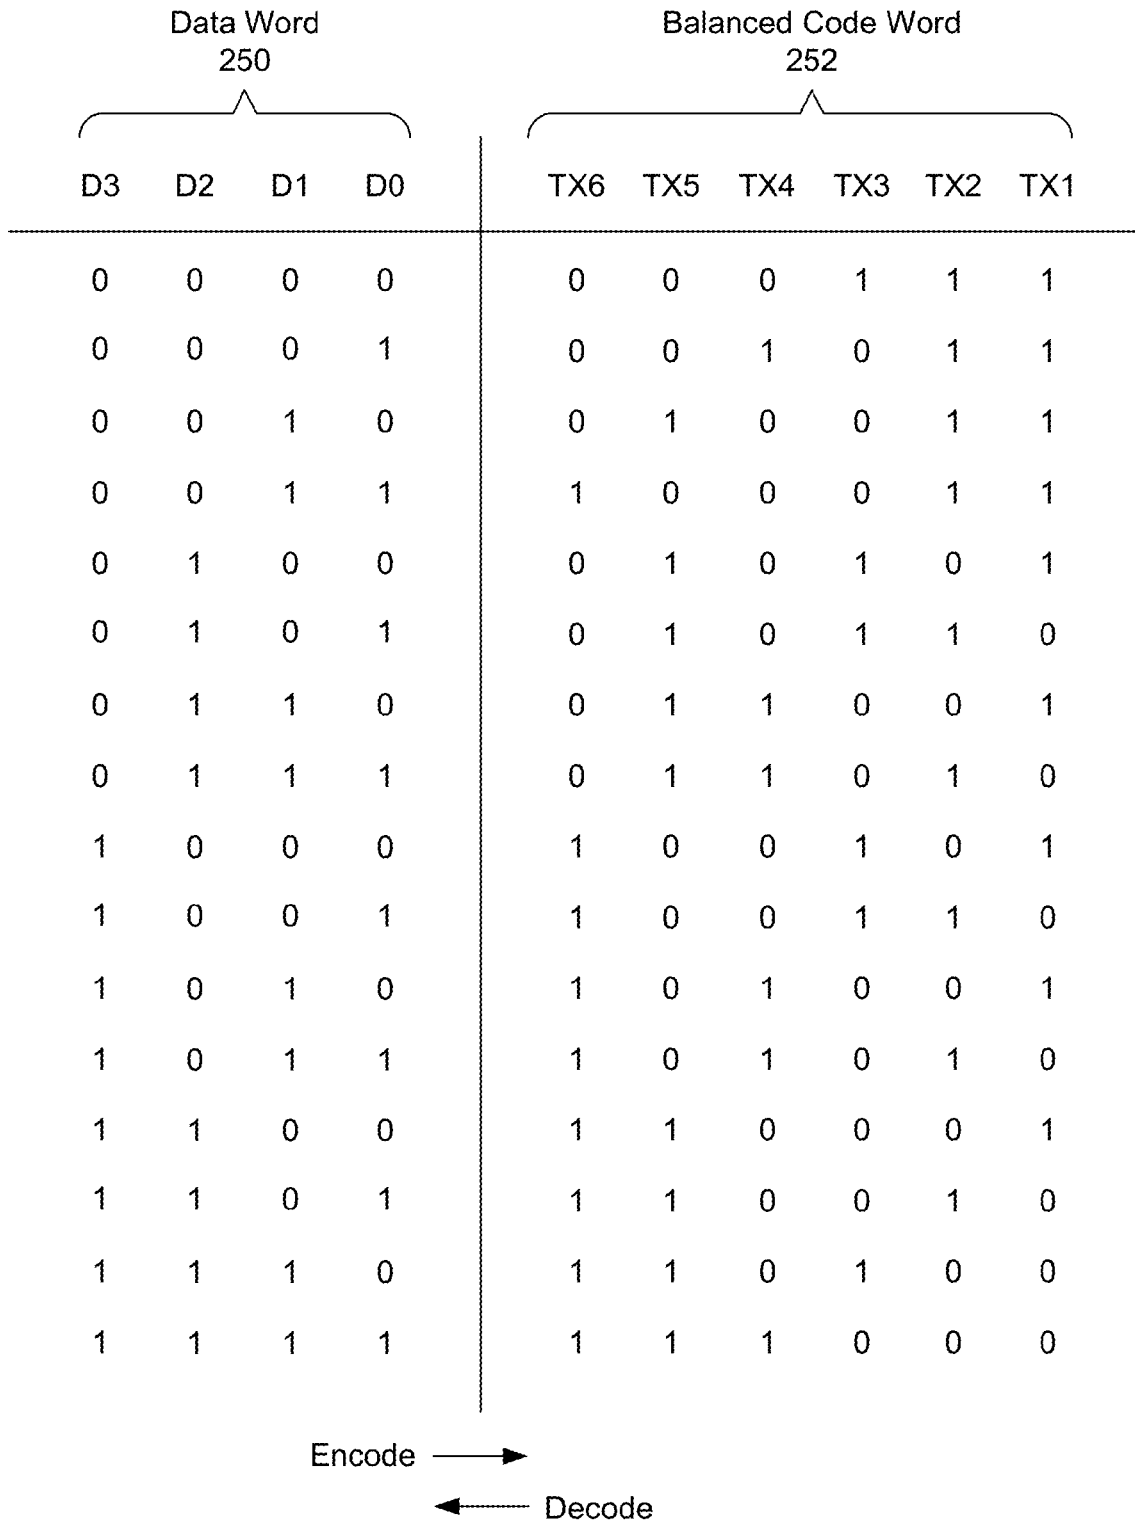 Data Word Balanced Code Word
250 252
D3 D2 D1 D0 TX6 TX5 TX4 TX3 TX2 TX1
0 0 0 0 0 0 0 1 1 1
0 0 0 1 0 0 1 0 1 1
0 0 1 0 0 1 0 0 1 1
0 0 1 1 1 0 0 0 1 1
0 1 0 0 0 1 0 1 0 1
0 1 0 1 0 1 0 1 1 0
0 1 1 0 0 1 1 0 0 1
0 1 1 1 0 1 1 0 1 0
1 0 0 0 1 0 0 1 0 1
1 0 0 1 1 0 0 1 1 0
1 0 1 0 1 0 1 0 0 1
1 0 1 1 1 0 1 0 1 0
1 1 0 0 1 1 0 0 0 1
1 1 0 1 1 1 0 0 1 0
1 1 1 0 1 1 0 1 0 0
1 1 1 1 1 1 1 0 0 0
Encode
Decode